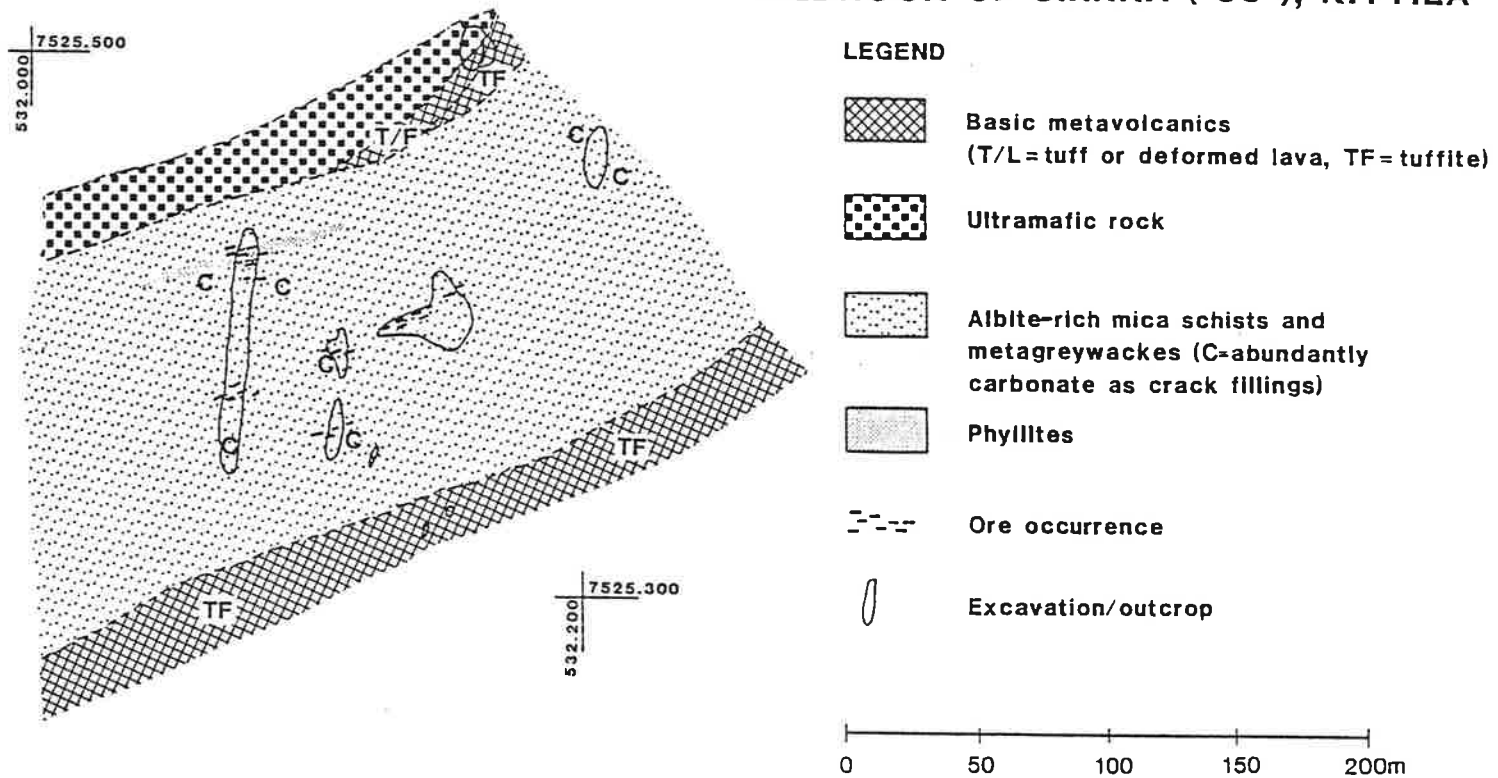 KITTILÄ
7525.500
532.000
TF
T/F
C
C
C
C
C
C
C
TF
TF
7525.300
532.200
LEGEND
Basic metavolcanics
(T/L=tuff or deformed lava, TF=tuffite)
Ultramafic rock
Albite-rich mica schists and
metagreywackes (C=abundantly
carbonate as crack fillings)
Phyllites
Ore occurrence
Excavation/outcrop
0 50 100 150 200m